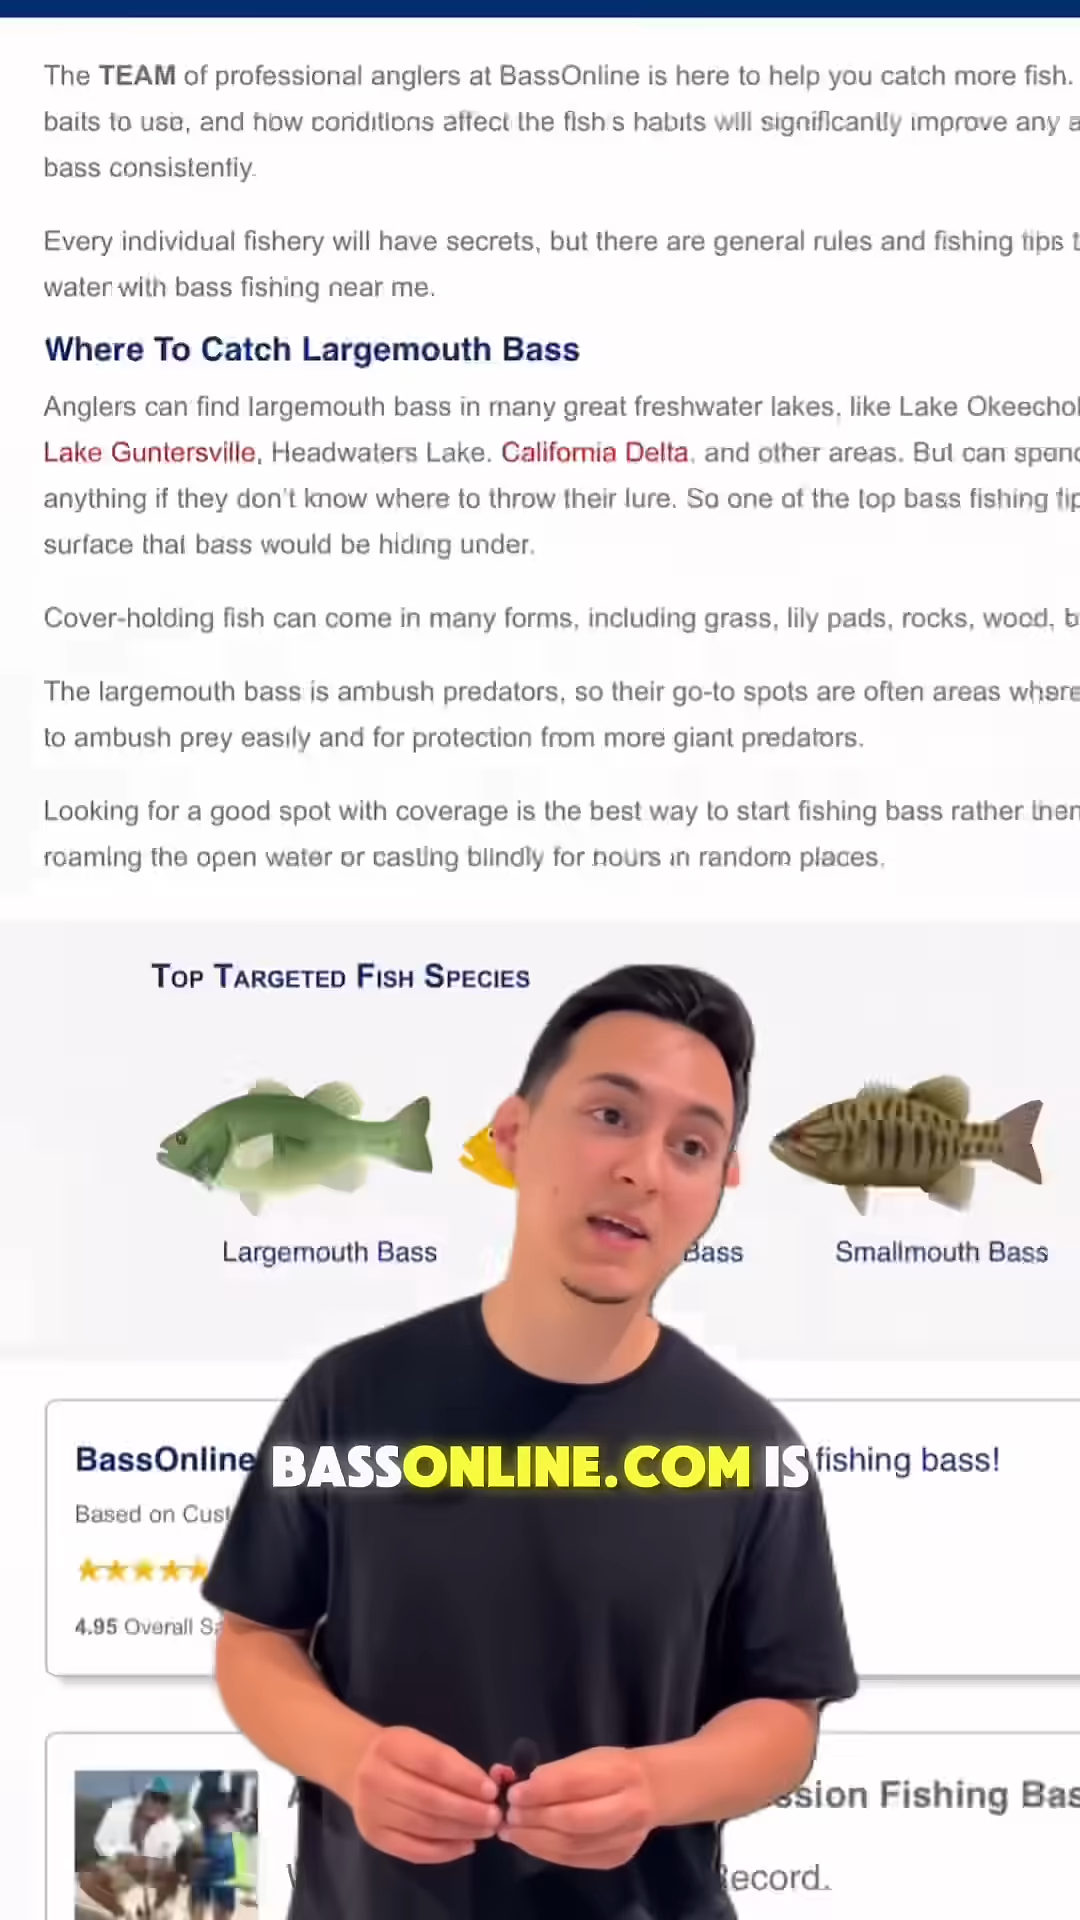 The TEAM of professional anglers at BassOnline is here to help you catch more fish.
baits to use, and how conditions affect the fish's habits will significantly improve any
bass consistently.
Every individual fishery will have secrets, but there are general rules and fishing tips
water with bass fishing near me.
Where To Catch Largemouth Bass
Anglers can find largemouth bass in many great freshwater lakes, like Lake Okeechob
Lake Guntersville, Headwaters Lake. California Delta, and other areas. But can spend
anything if they don't know where to throw their lure. So one of the top bass fishing tip
surface that bass would be hiding under.
Cover-holding fish can come in many forms, including grass, lily pads, rocks, wood,
The largemouth bass is ambush predators, so their go-to spots are often areas where
to ambush prey easily and for protection from more giant predators.
Looking for a good spot with coverage is the best way to start fishing bass rather then
roaming the open water or casting blindly for hours in random places.
TOP TARGETED FISH SPECIES
Largemouth Bass
Bass
Smallmouth Bass
BassOnline
fishing bass!
BASSONLINE.COM IS
Based on Cust
4.95 Overall Sa
ssion Fishing Bas
Record.